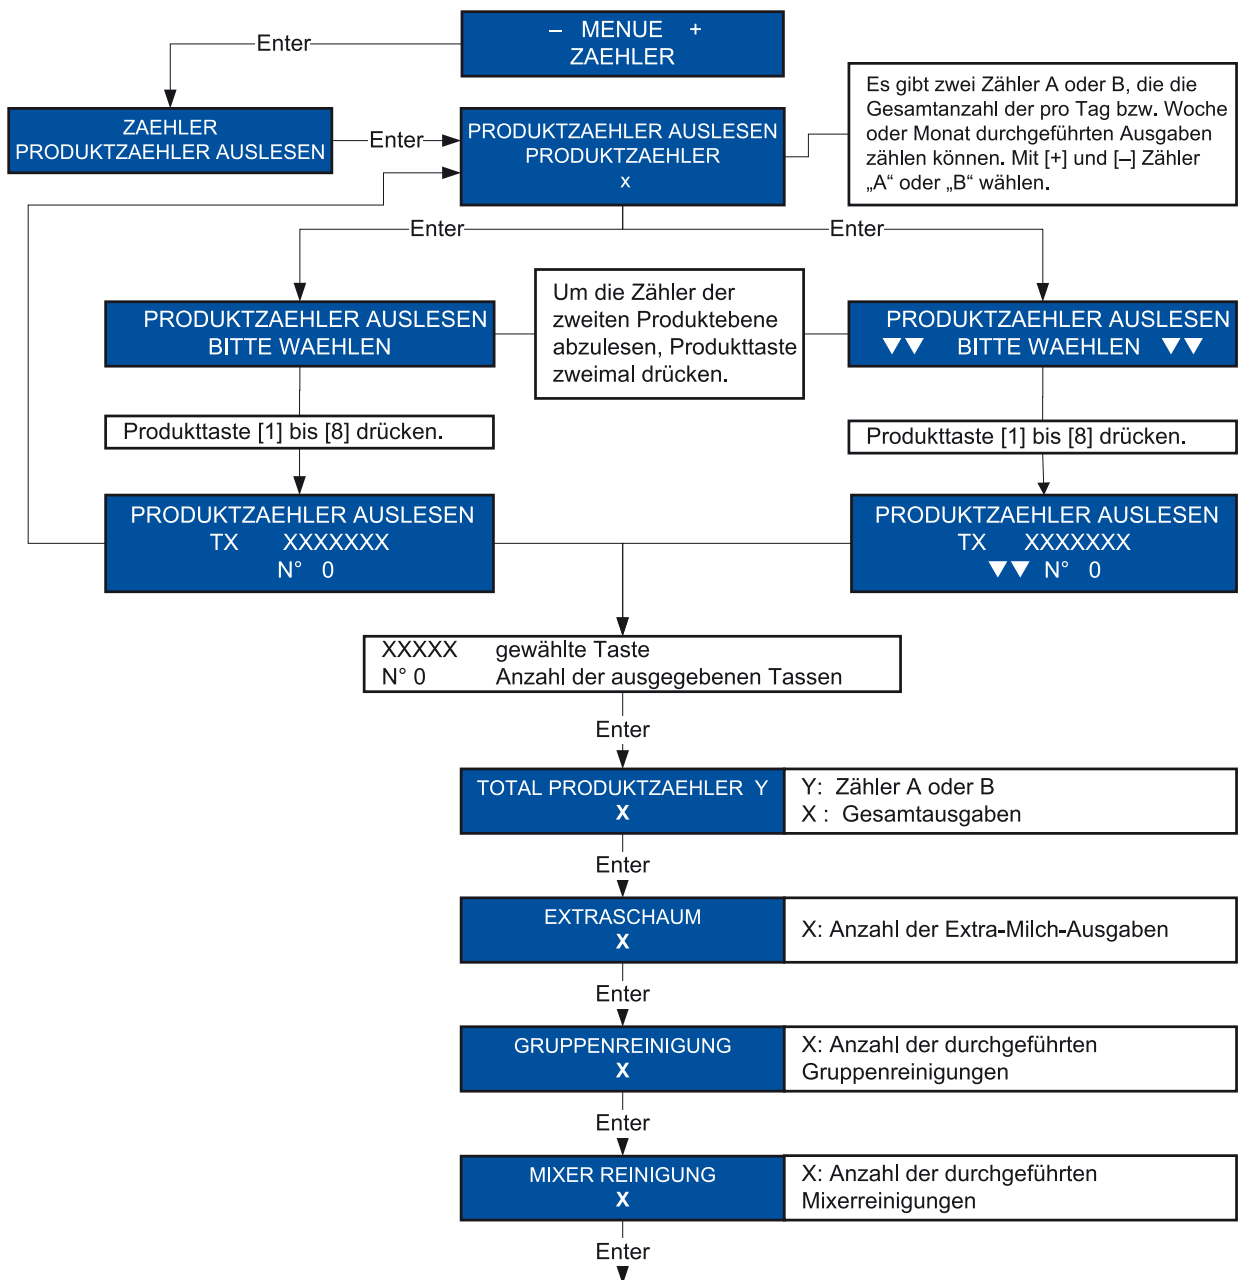 – MENUE +
ZAEHLER
Enter
ZAEHLER
PRODUKTZAEHLER AUSLESEN
Enter
PRODUKTZAEHLER AUSLESEN
PRODUKTZAEHLER
x
Es gibt zwei Zähler A oder B, die die
Gesamtanzahl der pro Tag bzw. Woche
oder Monat durchgeführten Ausgaben
zählen können. Mit [+] und [–] Zähler
„A“ oder „B“ wählen.
Enter
Enter
PRODUKTZAEHLER AUSLESEN
BITTE WAEHLEN
Um die Zähler der
zweiten Produktebene
abzulesen, Produkttaste
zweimal drücken.
PRODUKTZAEHLER AUSLESEN
▼▼ BITTE WAEHLEN ▼▼
Produkttaste [1] bis [8] drücken.
Produkttaste [1] bis [8] drücken.
PRODUKTZAEHLER AUSLESEN
TX XXXXXXX
N° 0
PRODUKTZAEHLER AUSLESEN
TX XXXXXXX
▼▼ N° 0
XXXXX gewählte Taste
N° 0 Anzahl der ausgegebenen Tassen
Enter
TOTAL PRODUKTZAEHLER Y
X
Y: Zähler A oder B
X : Gesamtausgaben
Enter
EXTRASCHAUM
X
X: Anzahl der Extra-Milch-Ausgaben
Enter
GRUPPENREINIGUNG
X
X: Anzahl der durchgeführten
Gruppenreinigungen
Enter
MIXER REINIGUNG
X
X: Anzahl der durchgeführten
Mixerreinigungen
Enter